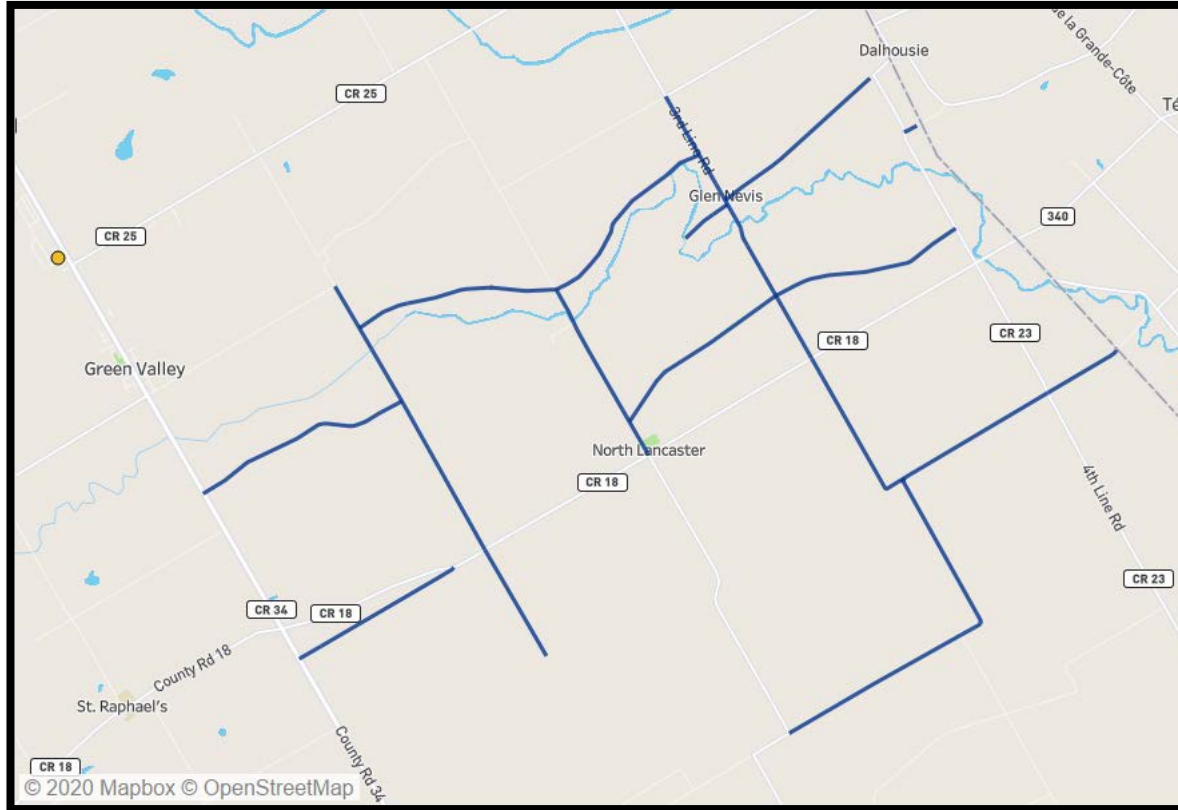 de la Grande-Côte
Dalhousie
Té
CR 25
3rd Line Rd
Glen Nevis
340
CR 25
CR 23
CR 18
Green Valley
North Lancaster
CR 18
4th Line Rd
CR 23
CR 34
CR 18
County Rd 18
St. Raphael's
County Rd 34
CR 18
© 2020 Mapbox © OpenStreetMap